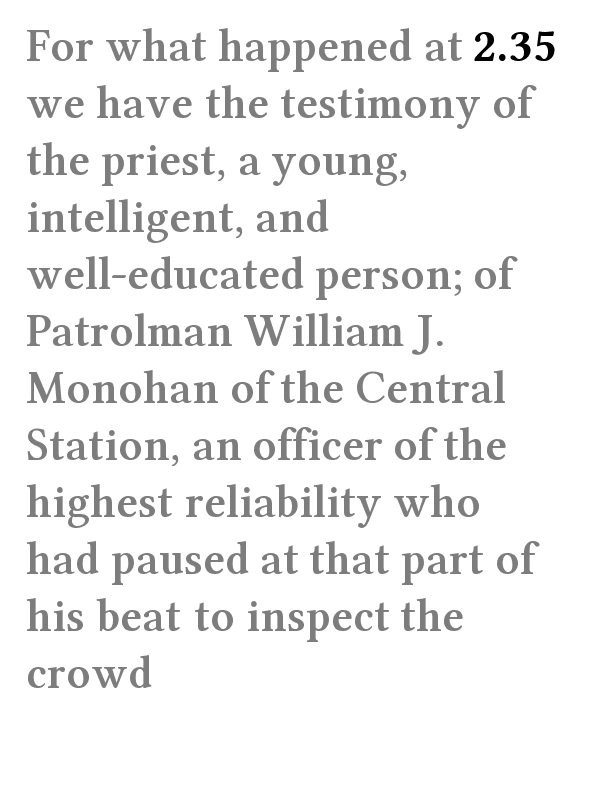 For what happened at 2.35
we have the testimony of
the priest, a young,
intelligent, and
well-educated person; of
Patrolman William J.
Monohan of the Central
Station, an officer of the
highest reliability who
had paused at that part of
his beat to inspect the
crowd